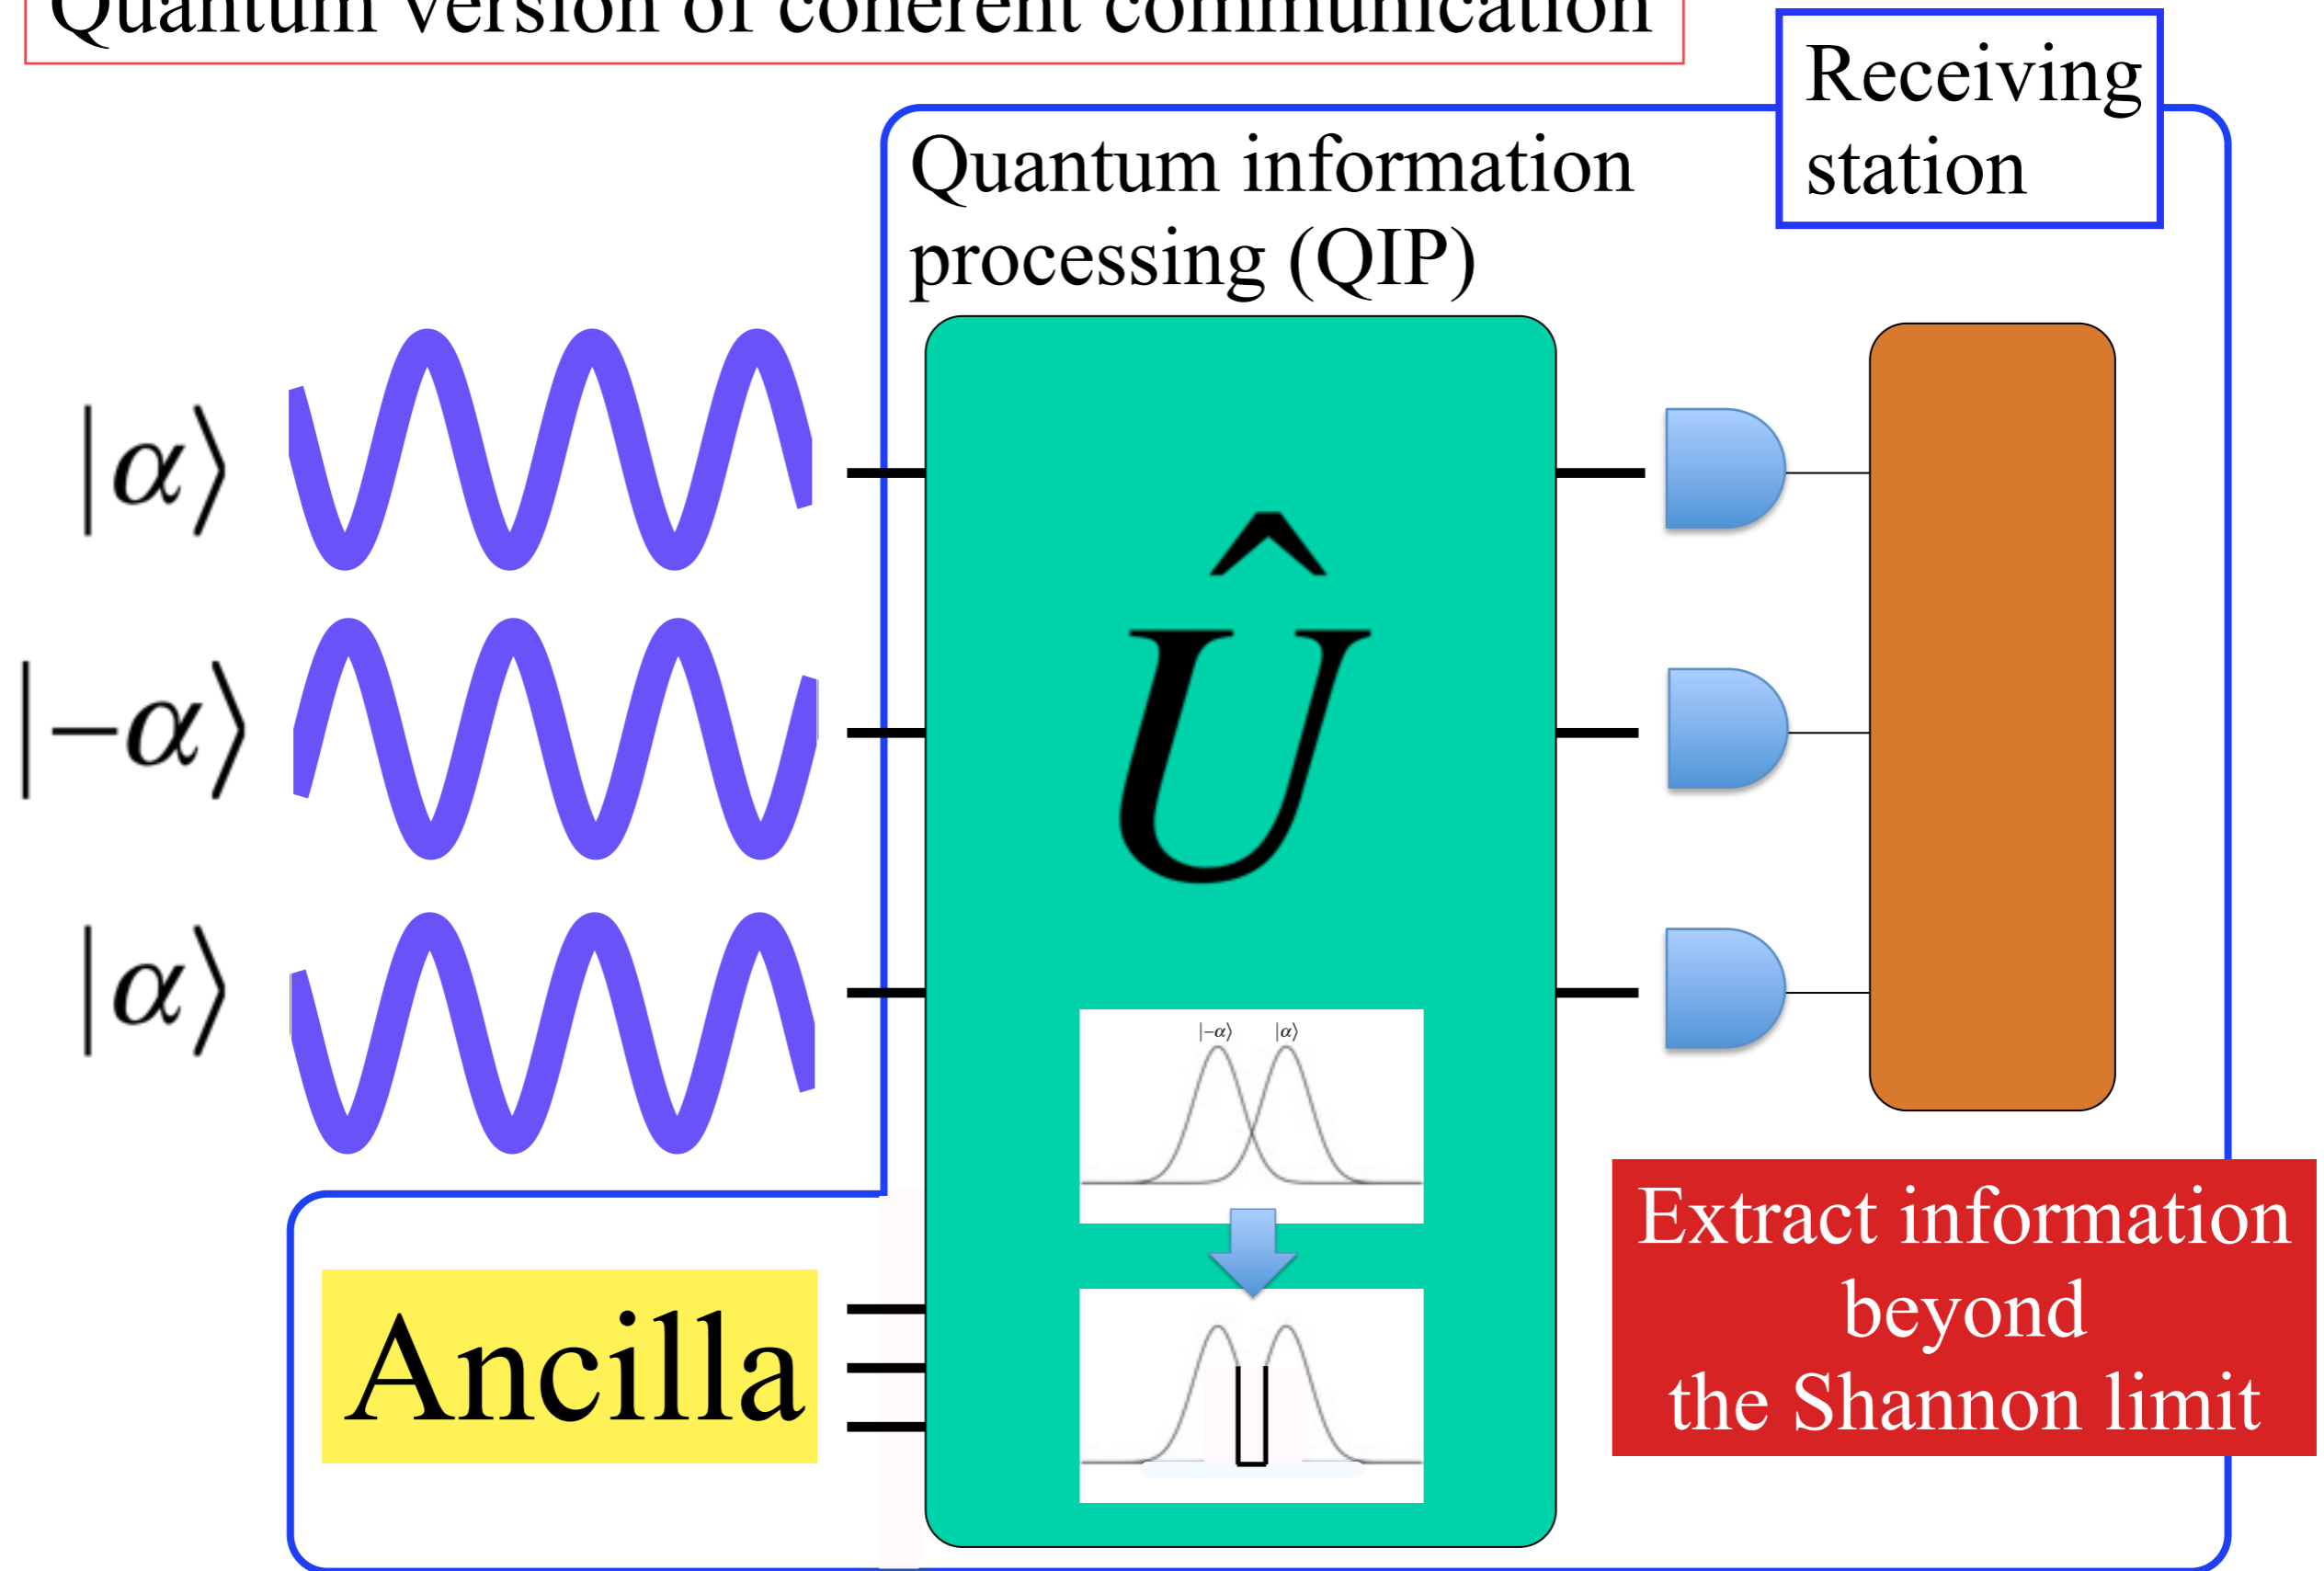 Quantum version of coherent communication
Receiving
station
Quantum information
processing (QIP)
|α⟩
|−α⟩
|α⟩
Û
|−α⟩ |α⟩
Ancilla
Extract information
beyond
the Shannon limit